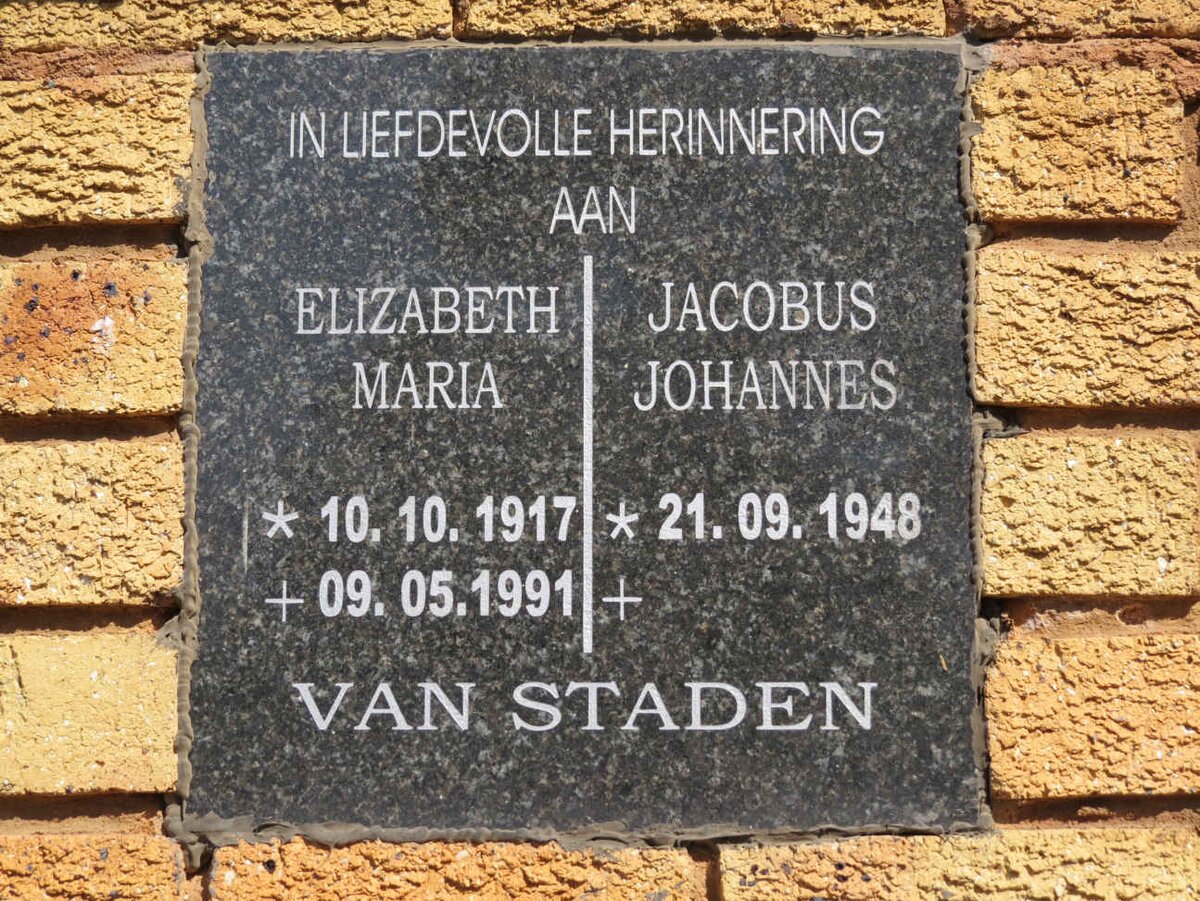 IN LIEFDEVOLLE HERINNERING
AAN
ELIZABETH
MARIA
* 10. 10. 1917
+ 09. 05.1991
JACOBUS
JOHANNES
* 21. 09. 1948
+
VAN STADEN